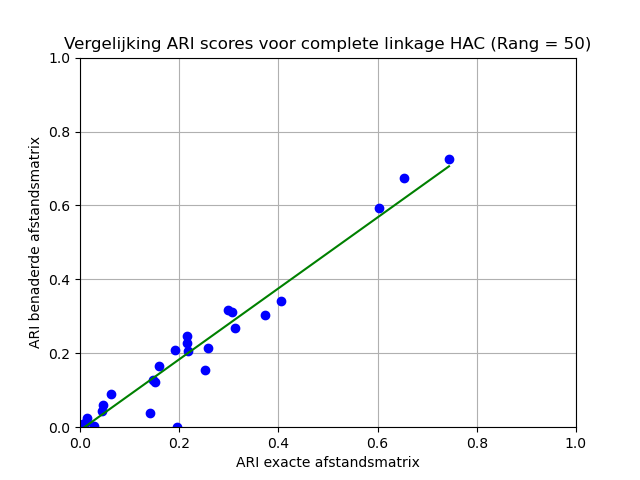 Vergelijking ARI scores voor complete linkage HAC (Rang = 50)
1.0
0.8
0.6
0.4
0.2
0.0
ARI benaderde afstandsmatrix
0.0 0.2 0.4 0.6 0.8 1.0
ARI exacte afstandsmatrix